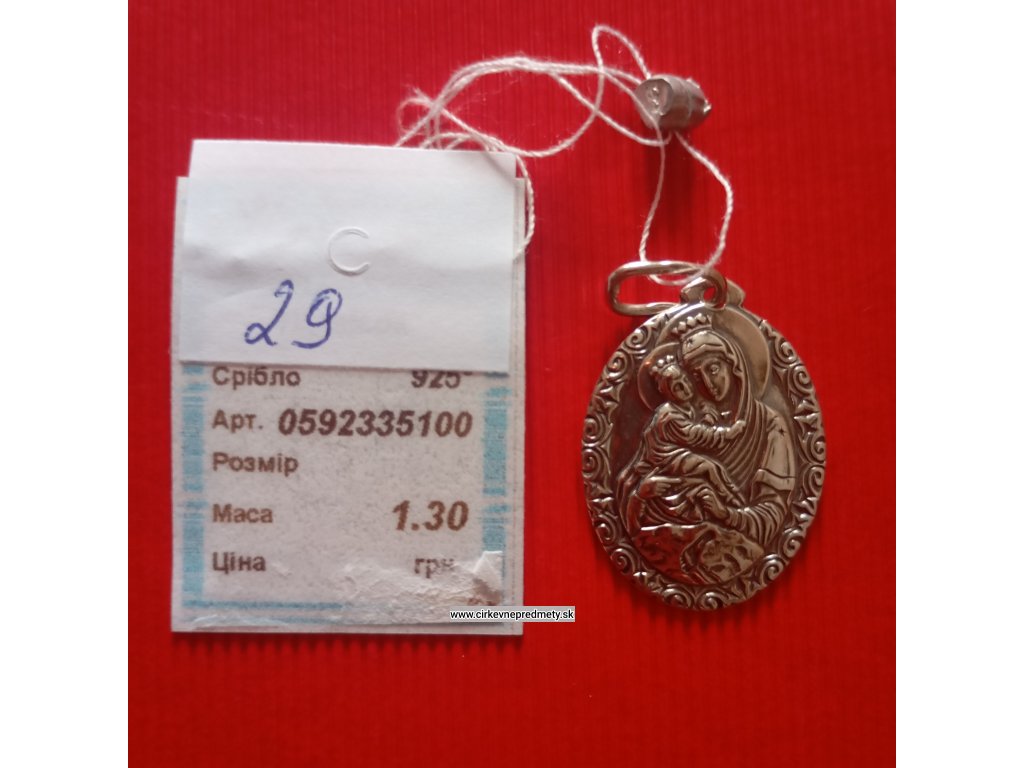 29
Срібло 925°
Арт. 0592335100
Розмір
Маса 1.30
Ціна грн.
www.cirkevnepredmety.sk